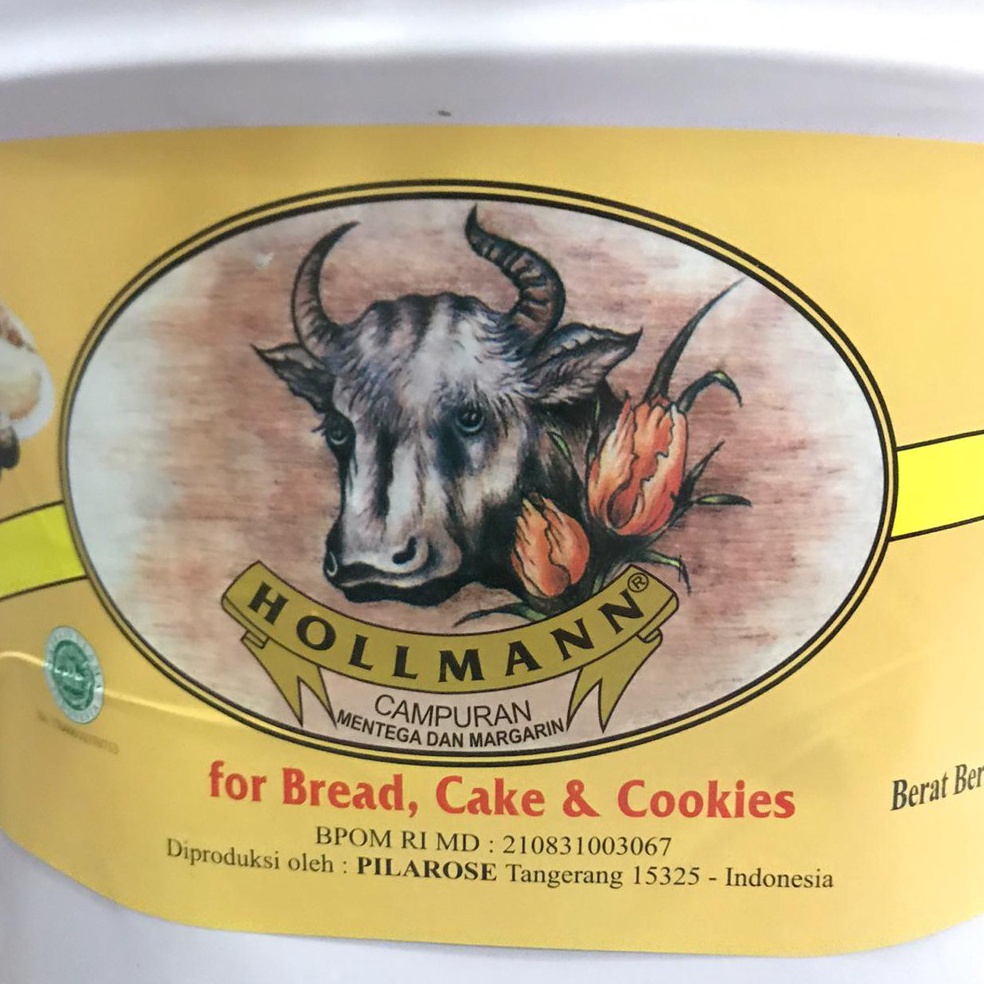 HOLLMANN®
CAMPURAN
MENTEGA DAN MARGARIN
for Bread, Cake & Cookies
Berat Ber
BPOM RI MD : 210831003067
Diproduksi oleh : PILAROSE Tangerang 15325 - Indonesia